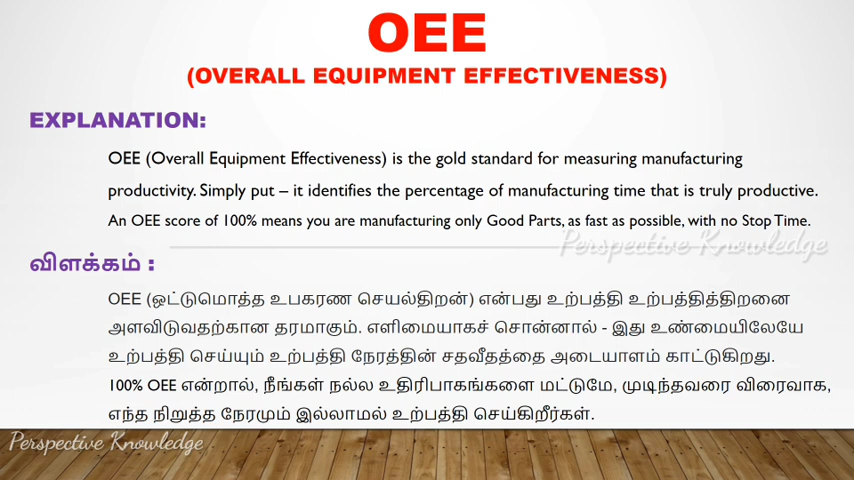 OEE
(OVERALL EQUIPMENT EFFECTIVENESS)
EXPLANATION:
OEE (Overall Equipment Effectiveness) is the gold standard for measuring manufacturing
productivity. Simply put – it identifies the percentage of manufacturing time that is truly productive.
An OEE score of 100% means you are manufacturing only Good Parts, as fast as possible, with no Stop Time.
Perspective Knowledge
விளக்கம் :
OEE (ஒட்டுமொத்த உபகரண செயல்திறன்) என்பது உற்பத்தி உற்பத்தித்திறனை
அளவிடுவதற்கான தரமாகும். எளிமையாகச் சொன்னால் - இது உண்மையிலேயே
உற்பத்தி செய்யும் உற்பத்தி நேரத்தின் சதவீதத்தை அடையாளம் காட்டுகிறது.
100% OEE என்றால், நீங்கள் நல்ல உதிரிபாகங்களை மட்டுமே, முடிந்தவரை விரைவாக,
எந்த நிறுத்த நேரமும் இல்லாமல் உற்பத்தி செய்கிறீர்கள்.
Perspective Knowledge